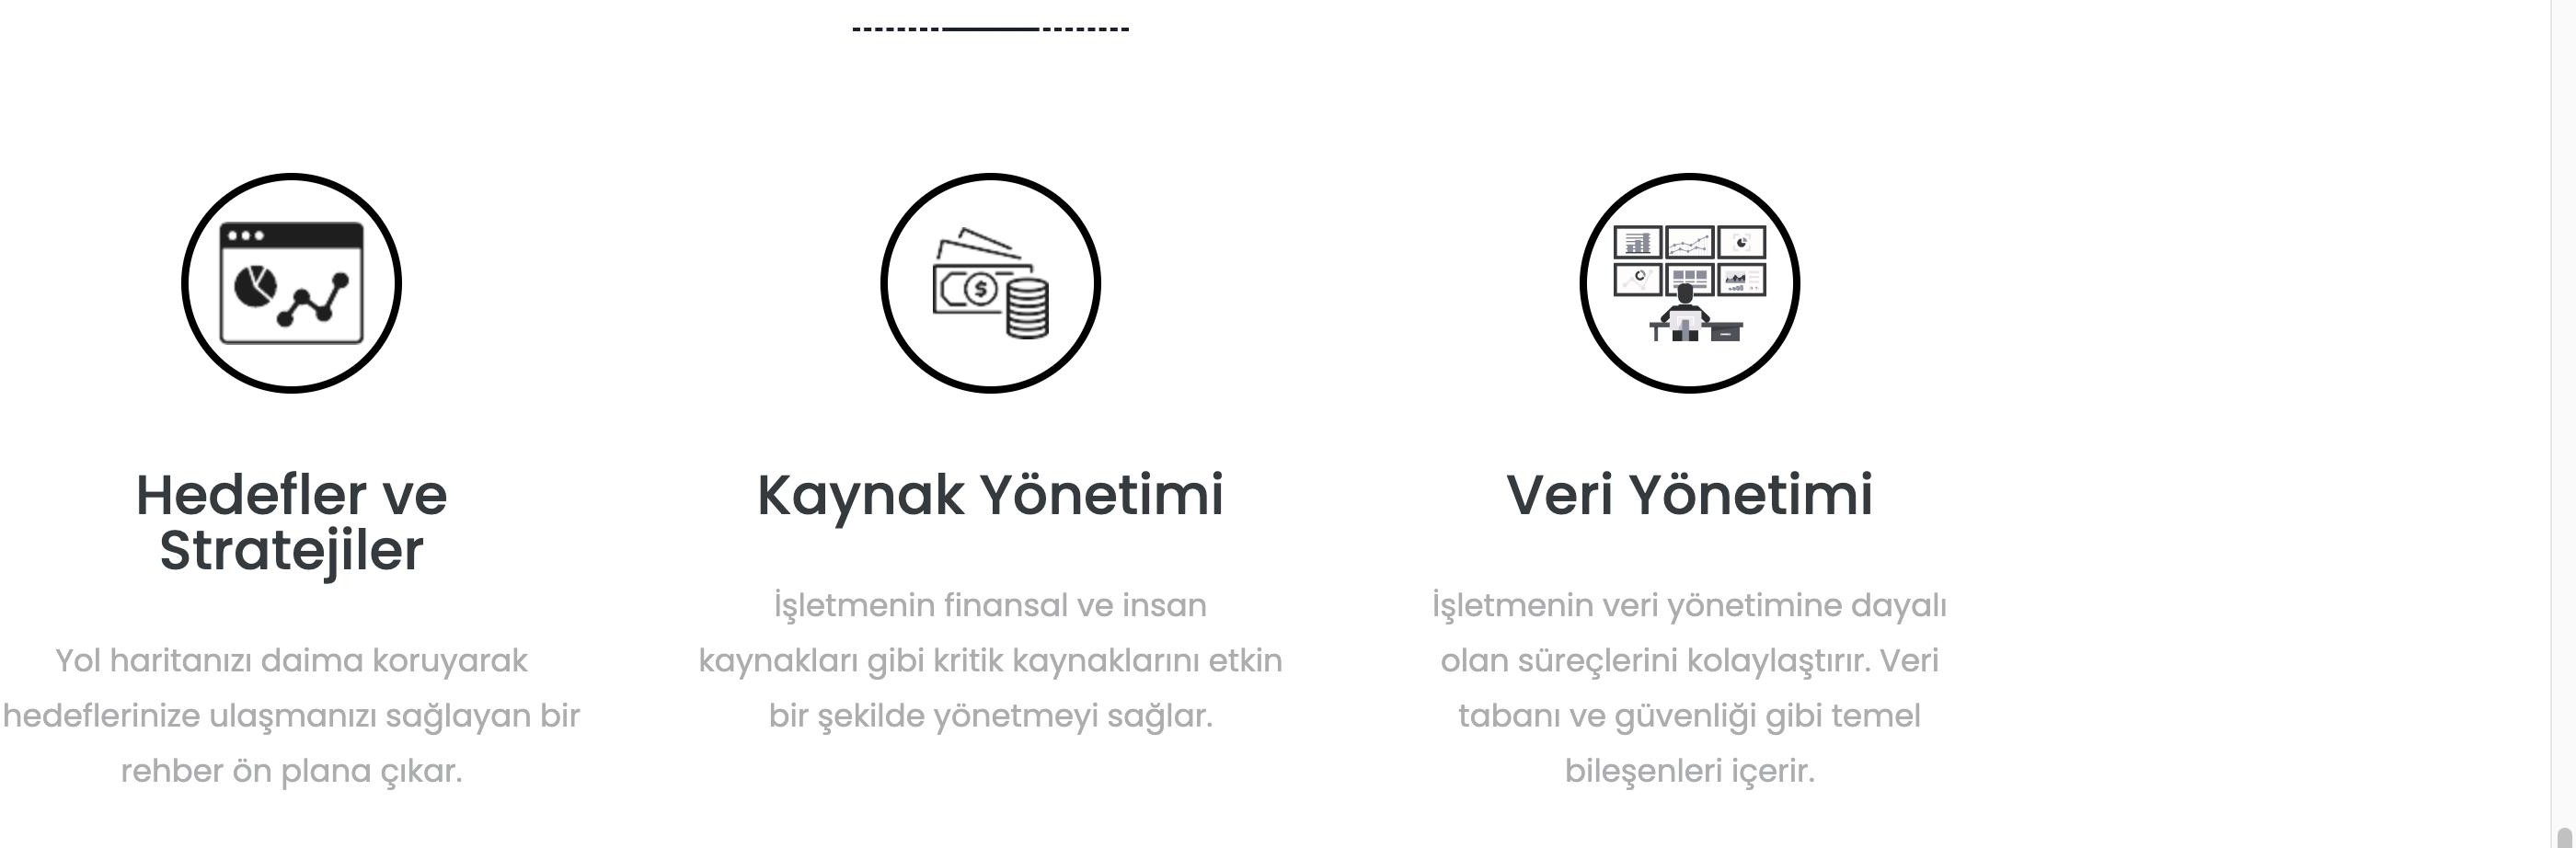 Hedefler ve
Stratejiler
Yol haritanızı daima koruyarak
hedeflerinize ulaşmanızı sağlayan bir
rehber ön plana çıkar.
Kaynak Yönetimi
İşletmenin finansal ve insan
kaynakları gibi kritik kaynaklarını etkin
bir şekilde yönetmeyi sağlar.
Veri Yönetimi
İşletmenin veri yönetimine dayalı
olan süreçlerini kolaylaştırır. Veri
tabanı ve güvenliği gibi temel
bileşenleri içerir.